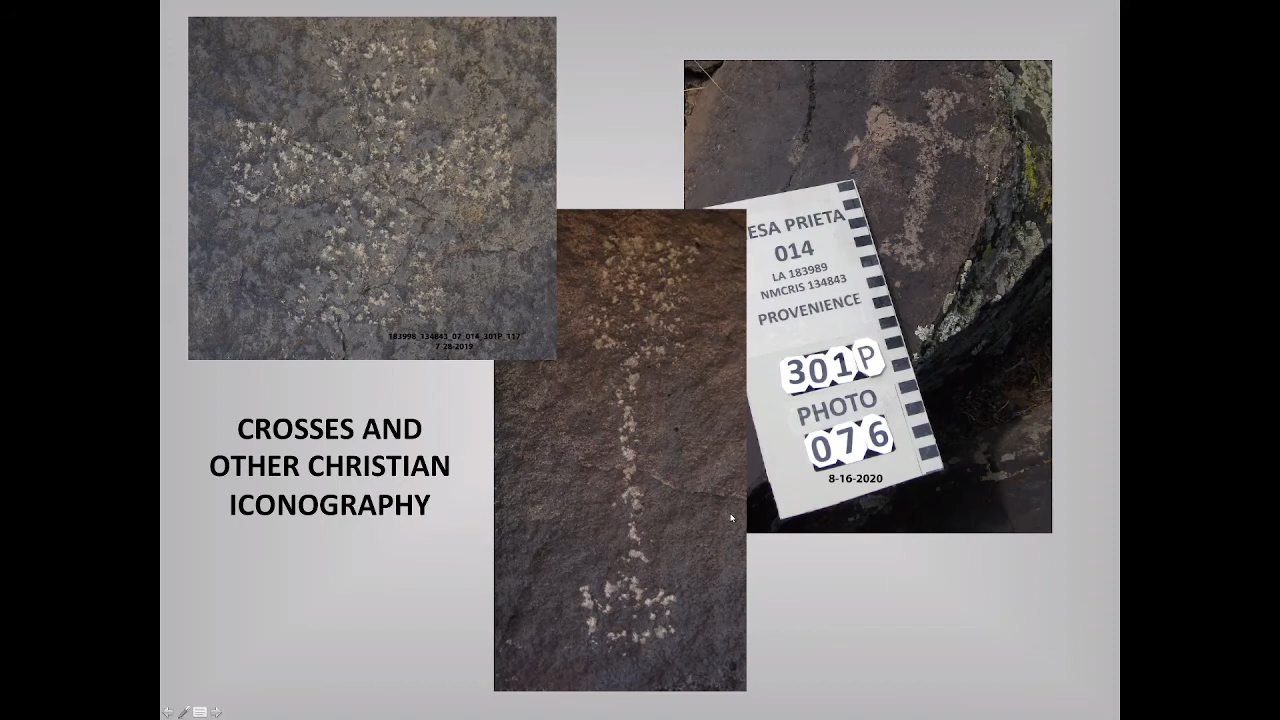 183998_134843_07_014_301P_117
7-28-2019
CROSSES AND
OTHER CHRISTIAN
ICONOGRAPHY
ESA PRIETA
014
LA 183989
NMCRIS 134843
PROVENIENCE
301P
PHOTO
076
8-16-2020